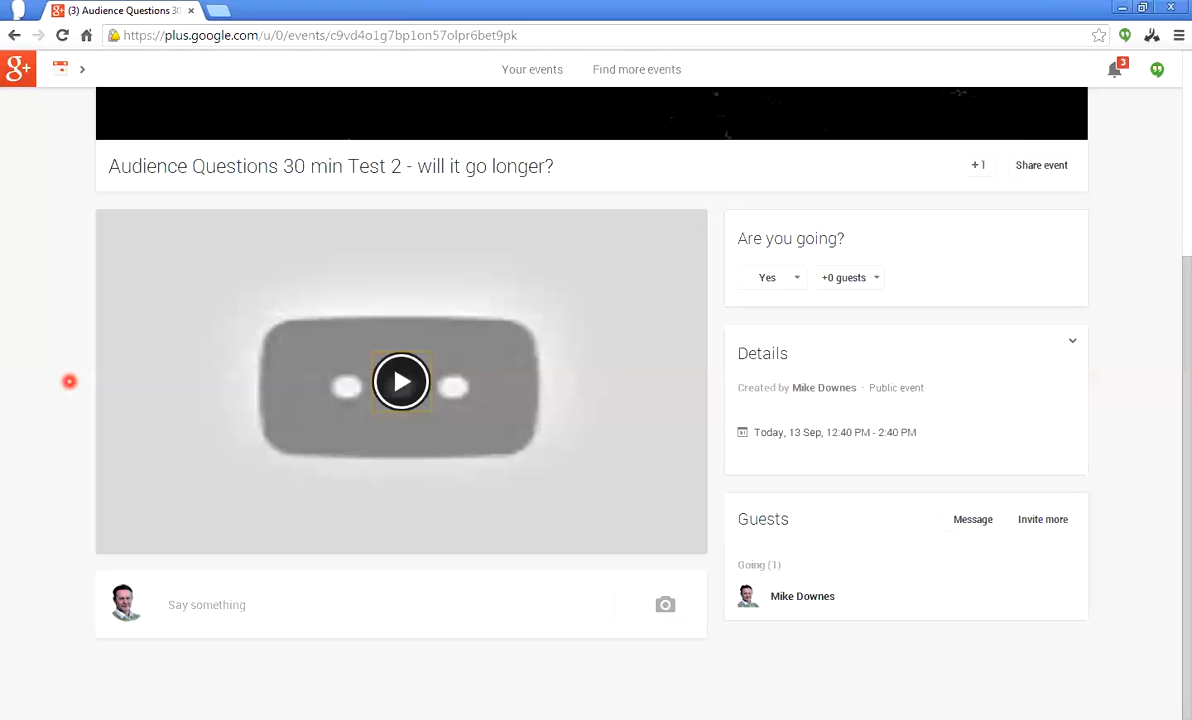 (3) Audience Questions 30
https://plus.google.com/u/0/events/c9vd4o1g7bp1on57olpr6bet9pk
g+
Your events
Find more events
3
Audience Questions 30 min Test 2 - will it go longer?
+1
Share event
Are you going?
Yes
+0 guests
Details
Created by Mike Downes · Public event
Today, 13 Sep, 12:40 PM - 2:40 PM
Guests
Message
Invite more
Going (1)
Mike Downes
Say something